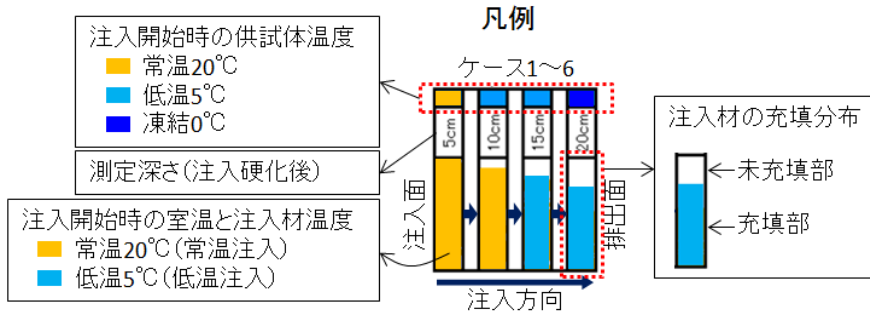 凡例
注入開始時の供試体温度
常温20℃
低温5℃
凍結0℃
ケース1～6
5cm
10cm
15cm
20cm
測定深さ（注入硬化後）
注入開始時の室温と注入材温度
常温20℃（常温注入）
低温5℃（低温注入）
注入面
排出面
注入方向
注入材の充填分布
未充填部
充填部